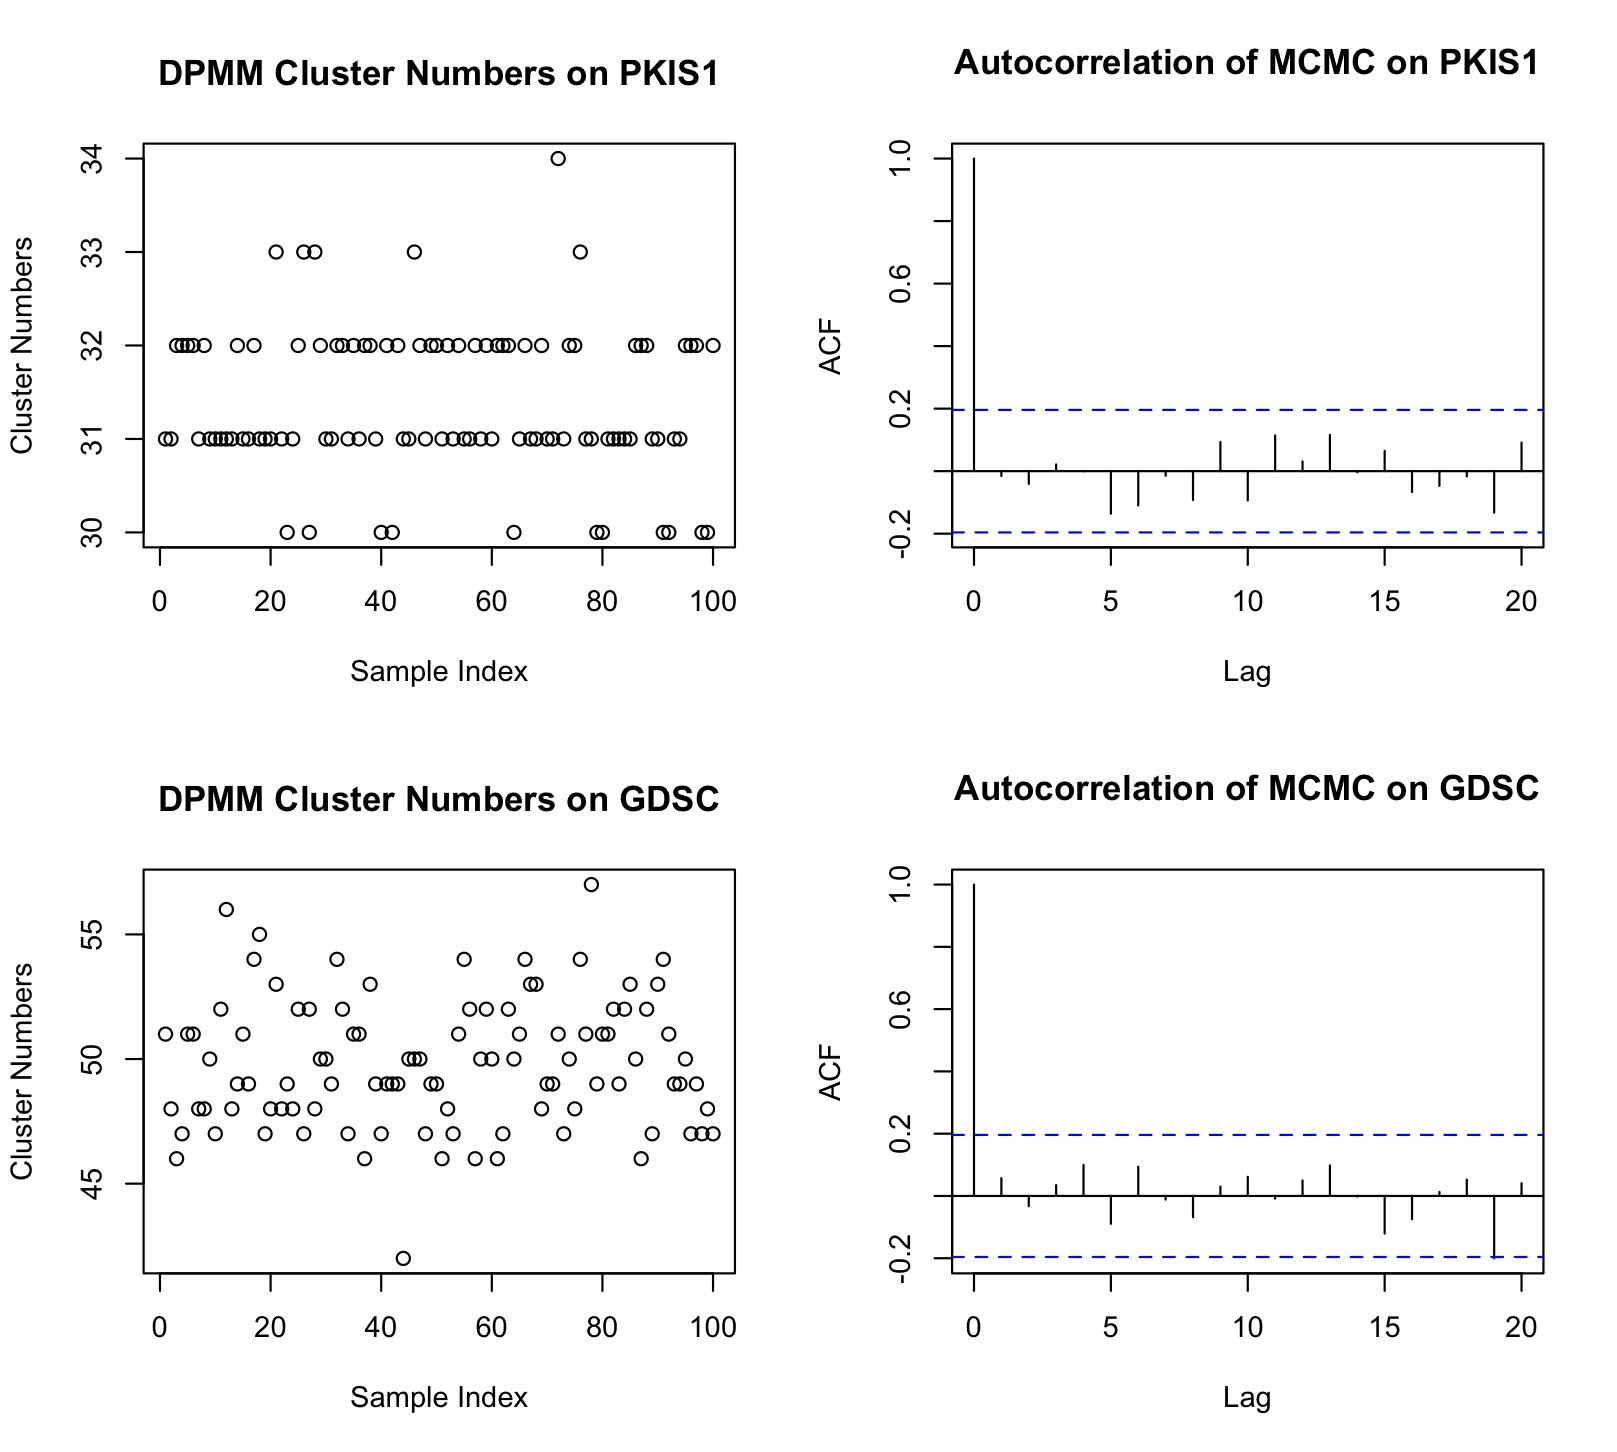 DPMM Cluster Numbers on PKIS1
Cluster Numbers
34
33
32
31
30
0 20 40 60 80 100
Sample Index
Autocorrelation of MCMC on PKIS1
ACF
1.0
0.6
0.2
-0.2
0 5 10 15 20
Lag
DPMM Cluster Numbers on GDSC
Cluster Numbers
55
50
45
0 20 40 60 80 100
Sample Index
Autocorrelation of MCMC on GDSC
ACF
1.0
0.6
0.2
-0.2
0 5 10 15 20
Lag